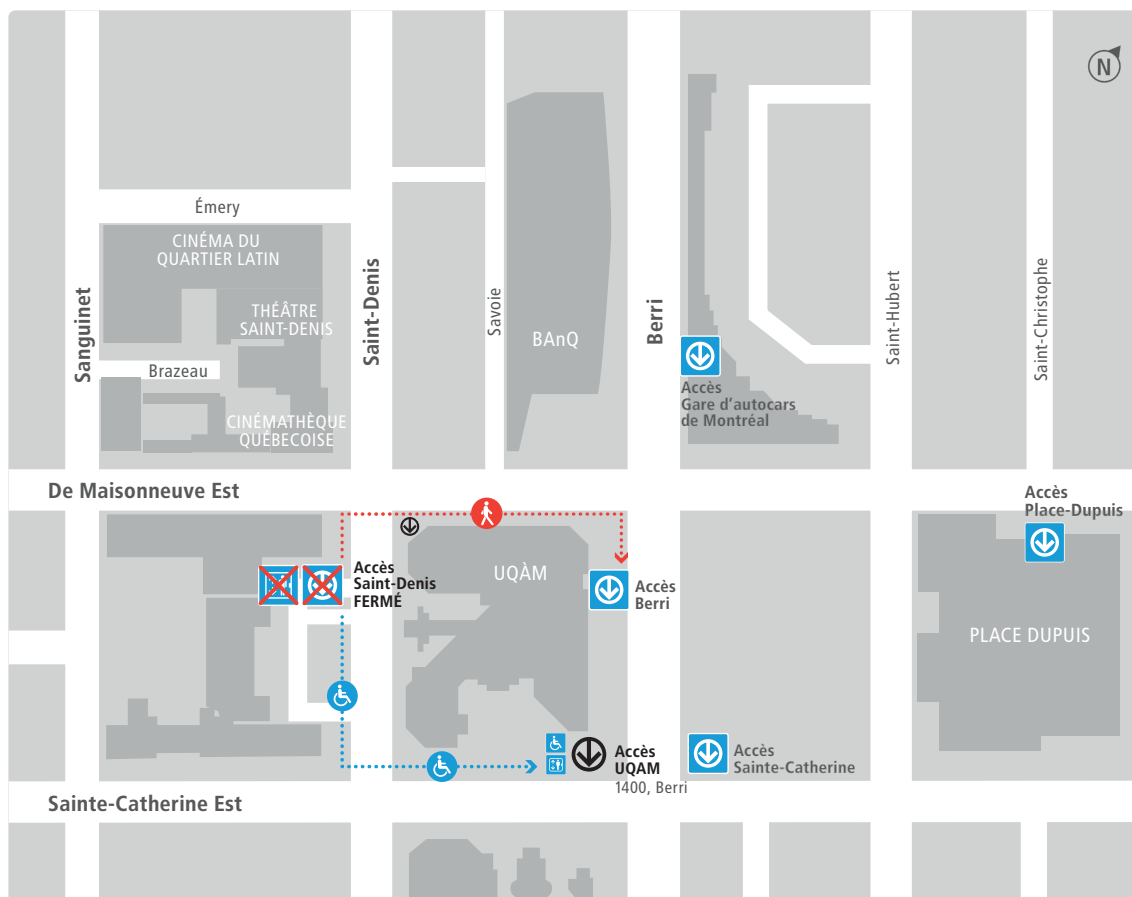 N
Émery
CINÉMA DU
QUARTIER LATIN
THÉÂTRE
SAINT-DENIS
Sanguinet
Saint-Denis
Savoie
BAnQ
Berri
Saint-Hubert
Saint-Christophe
Brazeau
CINÉMATHÈQUE
QUÉBECOISE
Accès
Gare d'autocars
de Montréal
De Maisonneuve Est
Accès
Place-Dupuis
Accès
Saint-Denis
FERMÉ
UQÀM
Accès
Berri
PLACE DUPUIS
Accès
UQAM
1400, Berri
Accès
Sainte-Catherine
Sainte-Catherine Est